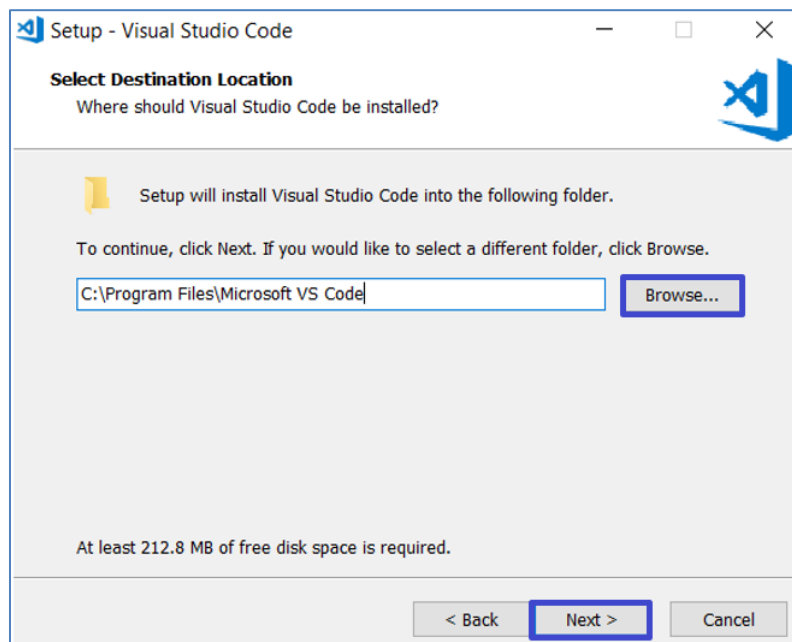 Setup - Visual Studio Code
Select Destination Location
Where should Visual Studio Code be installed?
Setup will install Visual Studio Code into the following folder.
To continue, click Next. If you would like to select a different folder, click Browse.
C:\Program Files\Microsoft VS Code
Browse...
At least 212.8 MB of free disk space is required.
< Back
Next >
Cancel